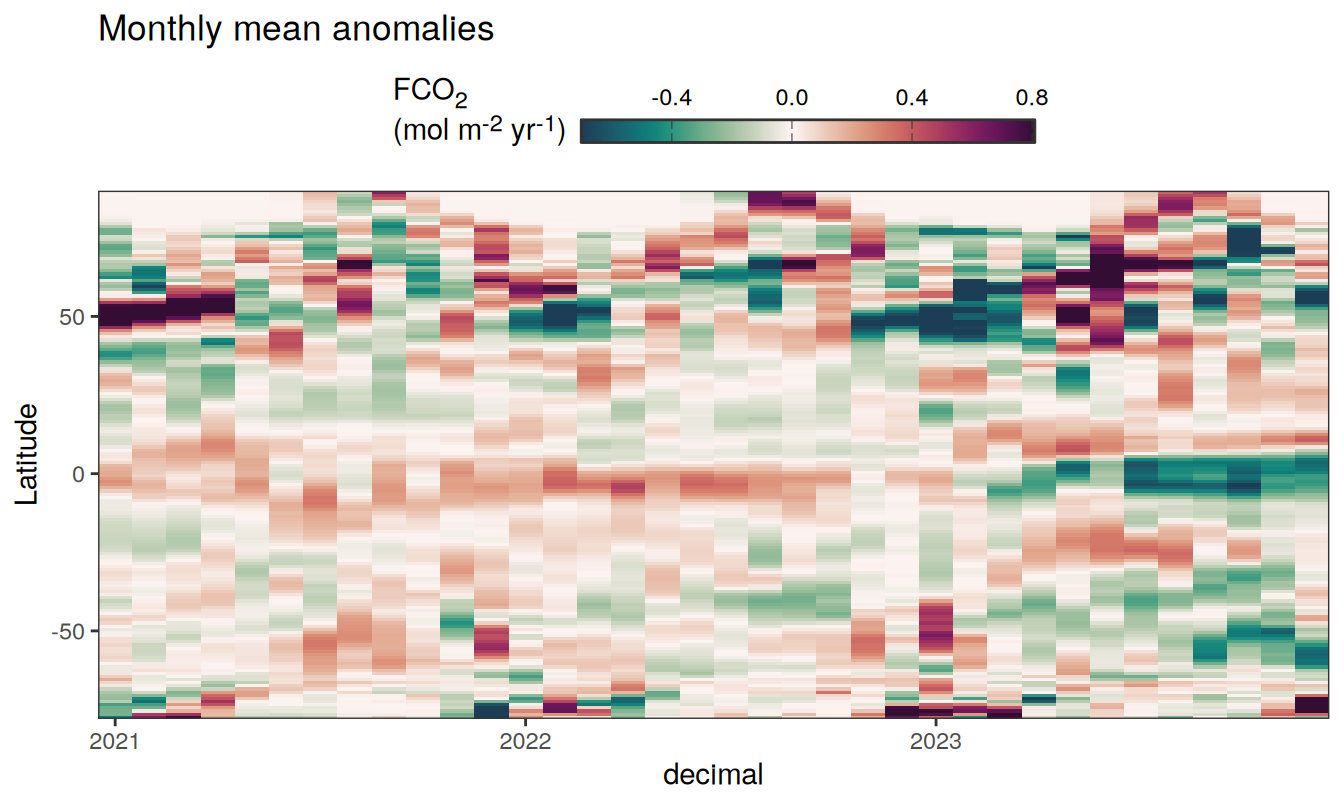 Monthly mean anomalies
FCO₂
(mol m⁻² yr⁻¹)
-0.4 0.0 0.4 0.8
Latitude
50
0
-50
2021 2022 2023
decimal